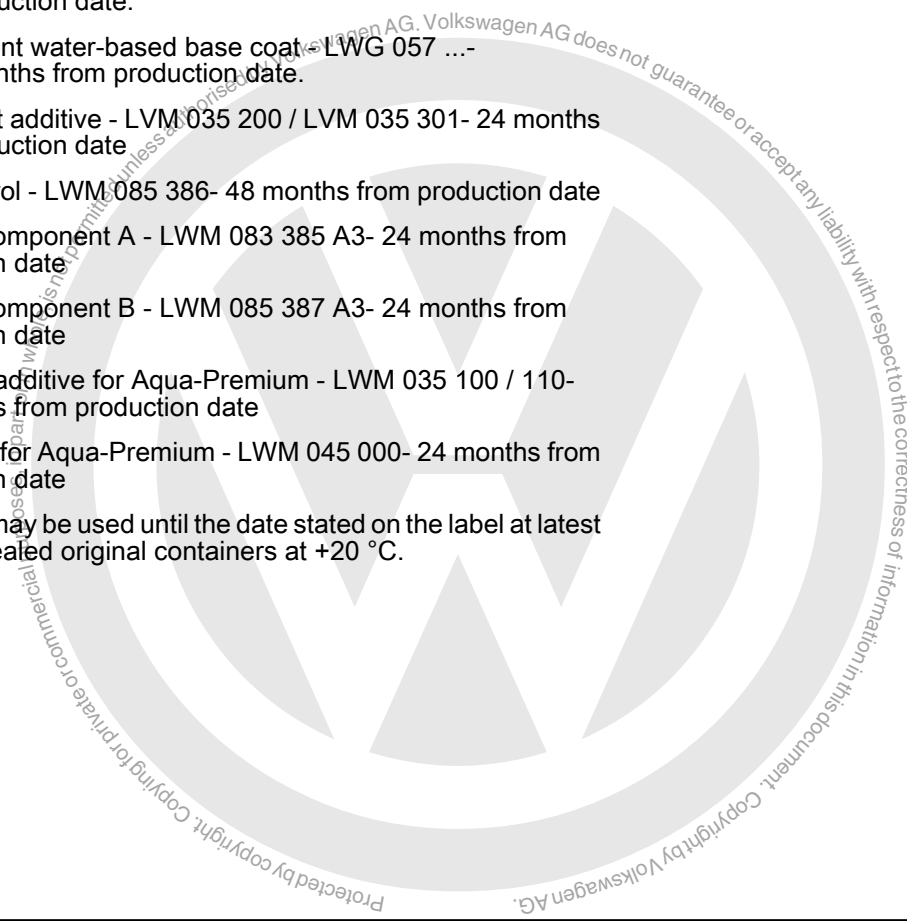 uction date.
nt water-based base coat - LWG 057 ...-
nths from production date.
t additive - LVM 035 200 / LVM 035 301- 24 months
uction date
rol - LWM 085 386- 48 months from production date
omponent A - LWM 083 385 A3- 24 months from
n date
omponent B - LWM 085 387 A3- 24 months from
n date
additive for Aqua-Premium - LWM 035 100 / 110-
s from production date
for Aqua-Premium - LWM 045 000- 24 months from
n date
may be used until the date stated on the label at latest
ealed original containers at +20 °C.
Protected by copyright. Copying for private or commercial purposes, in part or in whole, is not permitted unless authorised by Volkswagen AG. Volkswagen AG does not guarantee or accept any liability with respect to the correctness of information in this document. Copyright by Volkswagen AG.